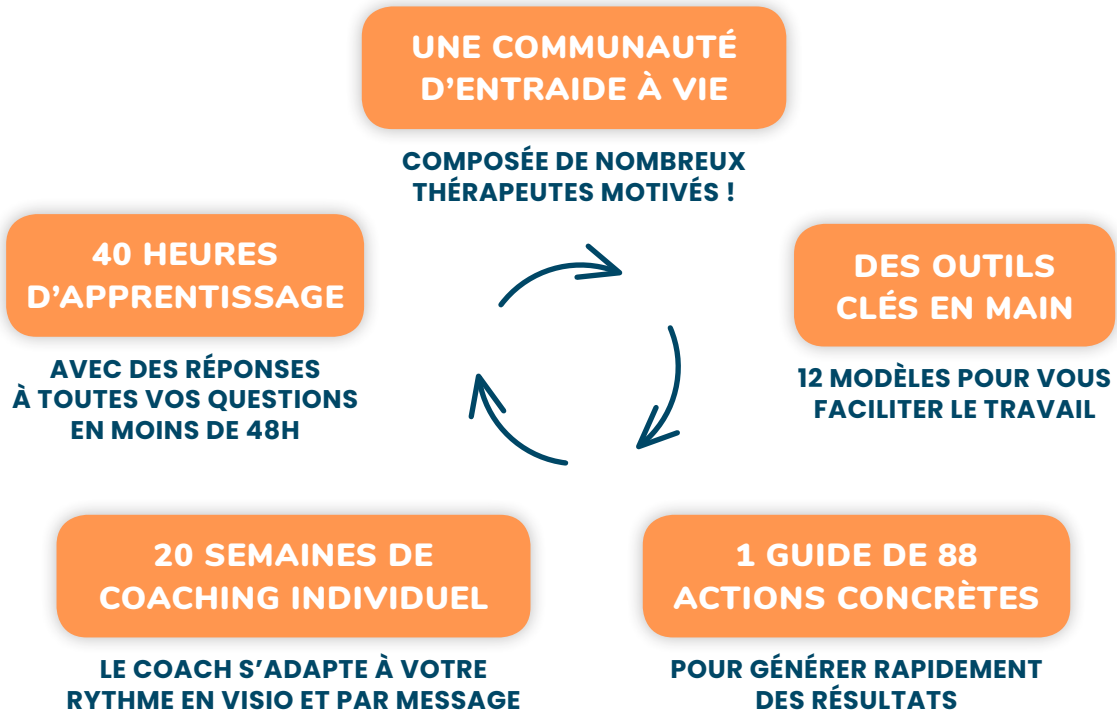 UNE COMMUNAUTÉ
D'ENTRAIDE À VIE
COMPOSÉE DE NOMBREUX
THÉRAPEUTES MOTIVÉS !
40 HEURES
D'APPRENTISSAGE
AVEC DES RÉPONSES
À TOUTES VOS QUESTIONS
EN MOINS DE 48H
DES OUTILS
CLÉS EN MAIN
12 MODÈLES POUR VOUS
FACILITER LE TRAVAIL
20 SEMAINES DE
COACHING INDIVIDUEL
LE COACH S'ADAPTE À VOTRE
RYTHME EN VISIO ET PAR MESSAGE
1 GUIDE DE 88
ACTIONS CONCRÈTES
POUR GÉNÉRER RAPIDEMENT
DES RÉSULTATS